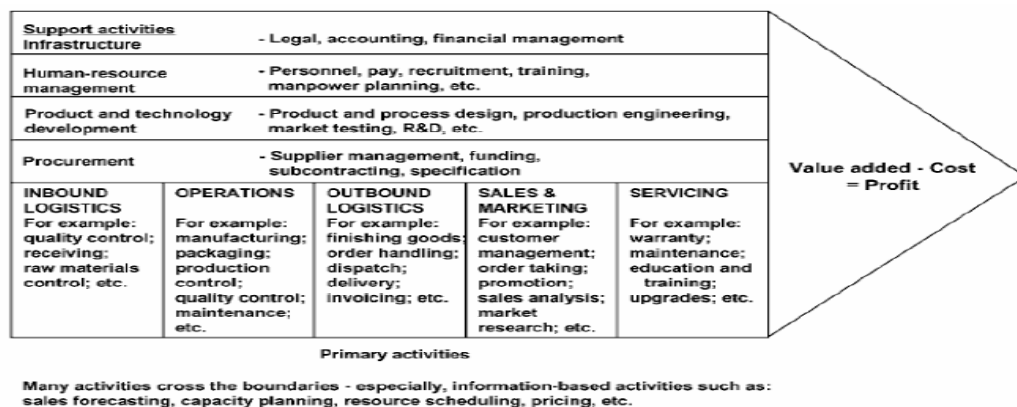 Support activities
Infrastructure - Legal, accounting, financial management
Human-resource - Personnel, pay, recruitment, training,
management manpower planning, etc.
Product and technology - Product and process design, production engineering,
development market testing, R&D, etc.
Procurement - Supplier management, funding,
subcontracting, specification
INBOUND
LOGISTICS
For example:
quality control;
receiving;
raw materials
control; etc.
OPERATIONS
For example:
manufacturing;
packaging;
production
control;
quality control;
maintenance;
etc.
OUTBOUND
LOGISTICS
For example:
finishing goods;
order handling;
dispatch;
delivery;
invoicing; etc.
SALES &
MARKETING
For example:
customer
management;
order taking;
promotion;
sales analysis;
market
research; etc.
SERVICING
For example:
warranty;
maintenance;
education and
training;
upgrades; etc.
Value added - Cost
= Profit
Primary activities
Many activities cross the boundaries - especially, information-based activities such as:
sales forecasting, capacity planning, resource scheduling, pricing, etc.